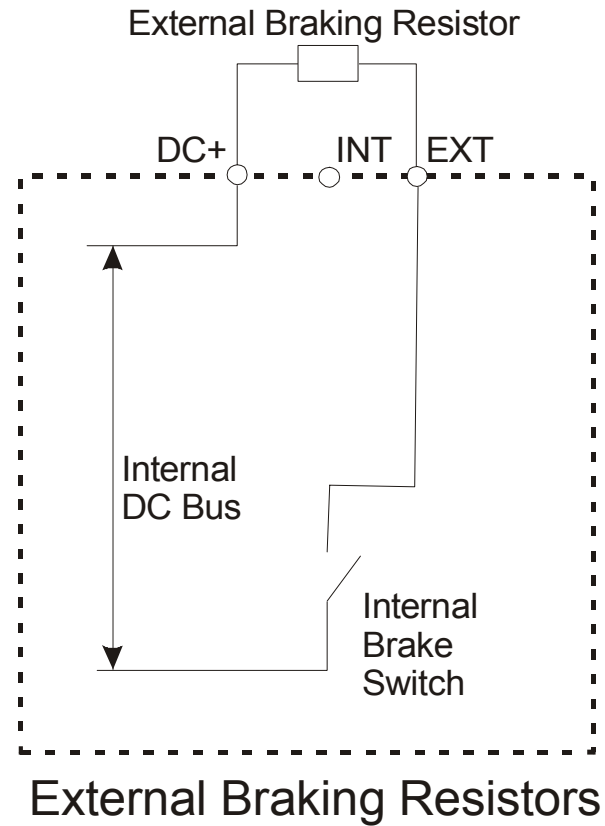 External Braking Resistor
DC+ INT EXT
Internal
DC Bus
Internal
Brake
Switch
External Braking Resistors